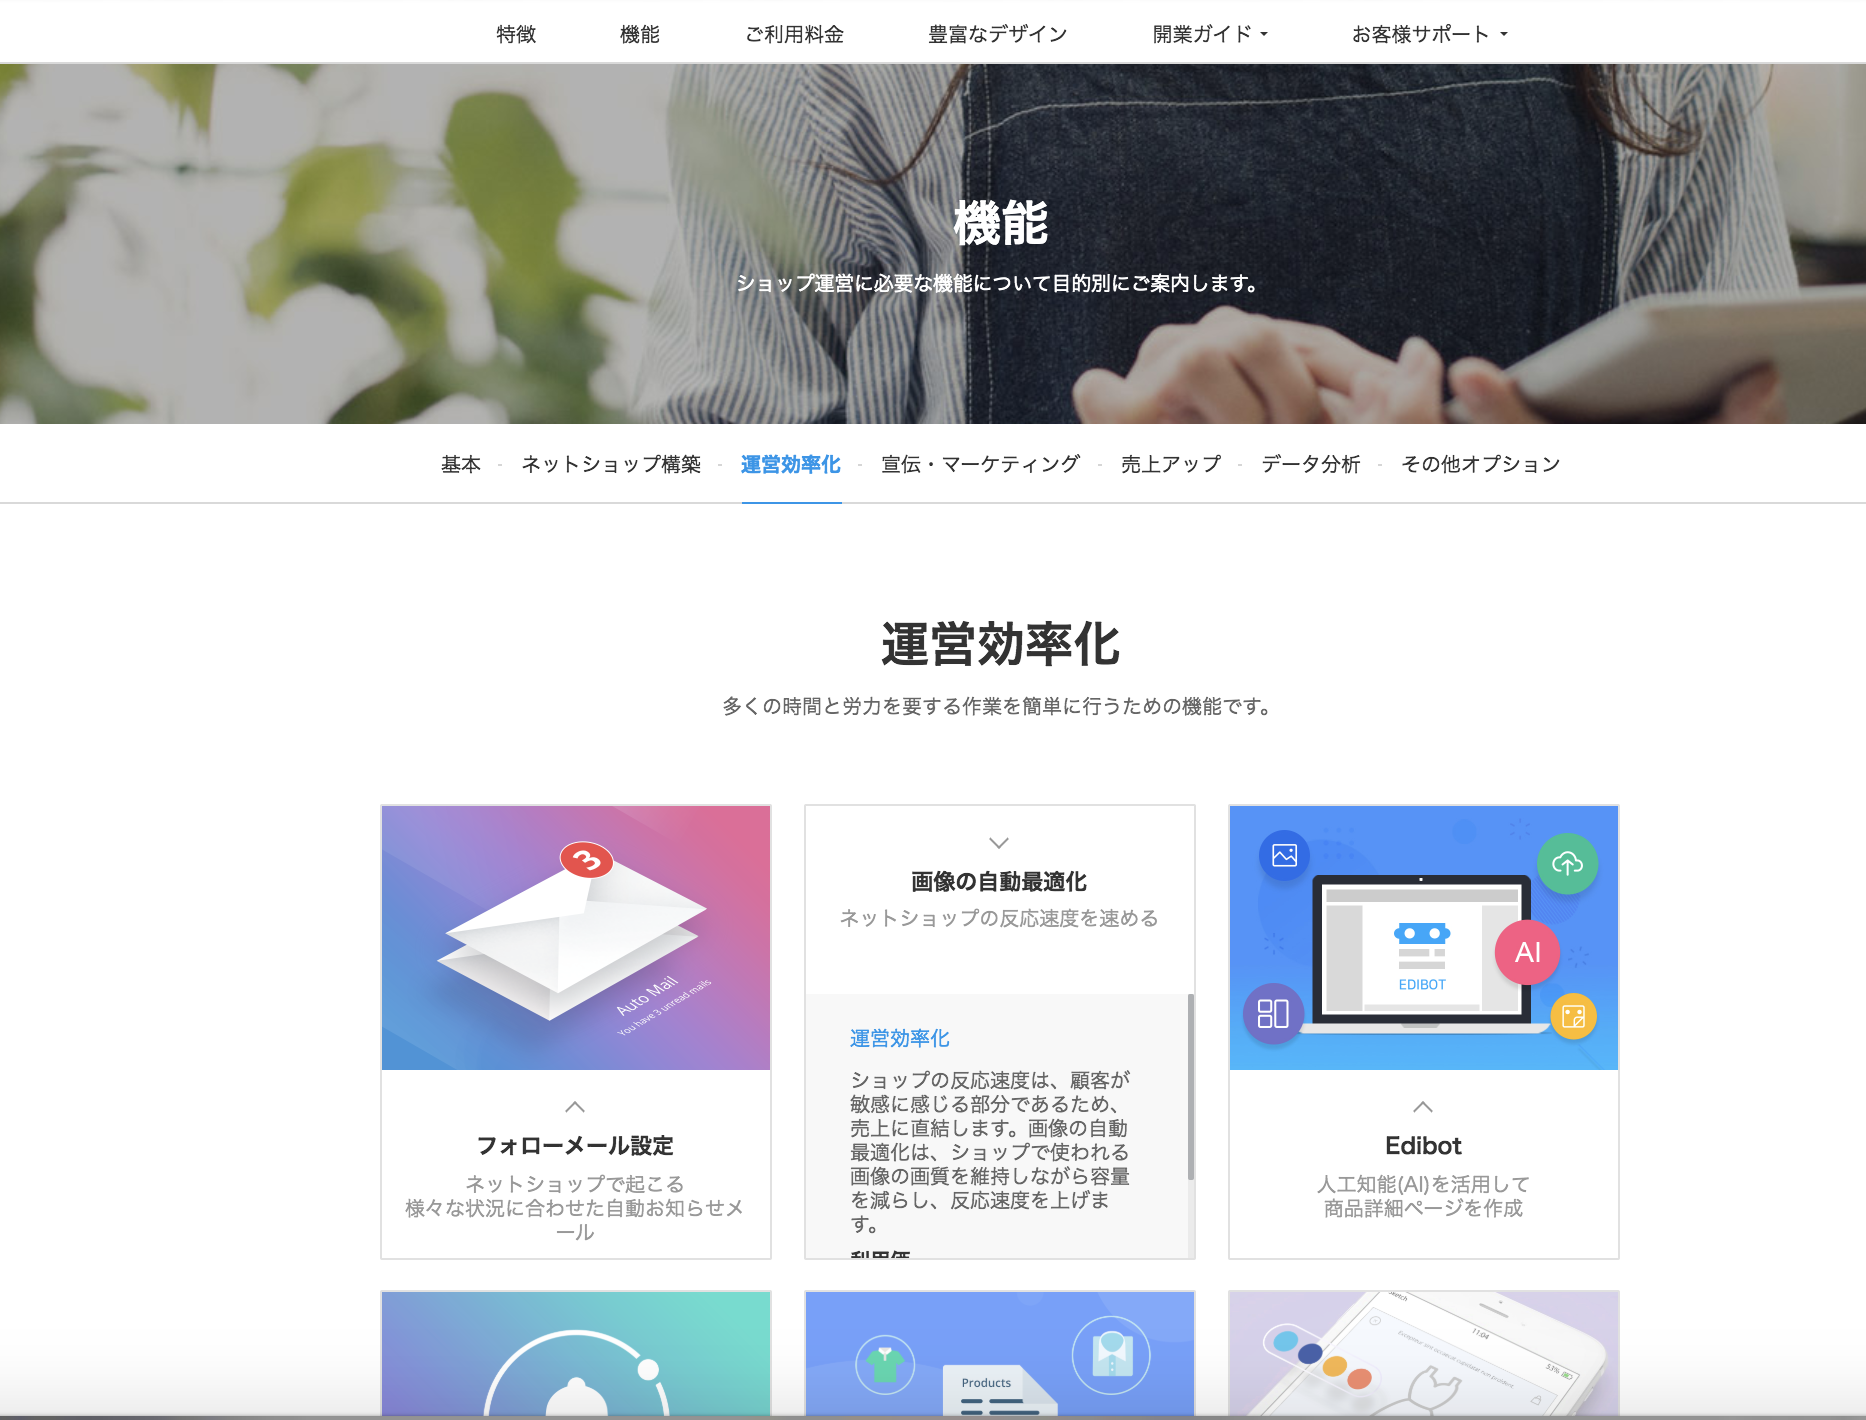 特徴
機能
ご利用料金
豊富なデザイン
開業ガイド
お客様サポート
機能
ショップ運営に必要な機能について目的別にご案内します。
基本 - ネットショップ構築 - 運営効率化 - 宣伝・マーケティング - 売上アップ - データ分析 - その他オプション
運営効率化
多くの時間と労力を要する作業を簡単に行うための機能です。
3
Auto Mail
You have 3 unread mails
フォローメール設定
ネットショップで起こる
様々な状況に合わせた自動お知らせメ
ール
画像の自動最適化
ネットショップの反応速度を速める
運営効率化
ショップの反応速度は、顧客が
敏感に感じる部分であるため、
売上に直結します。画像の自動
最適化は、ショップで使われる
画像の画質を維持しながら容量
を減らし、反応速度を上げま
す。
AI
EDIBOT
Edibot
人工知能(AI)を活用して
商品詳細ページを作成
Products
11:04
53%